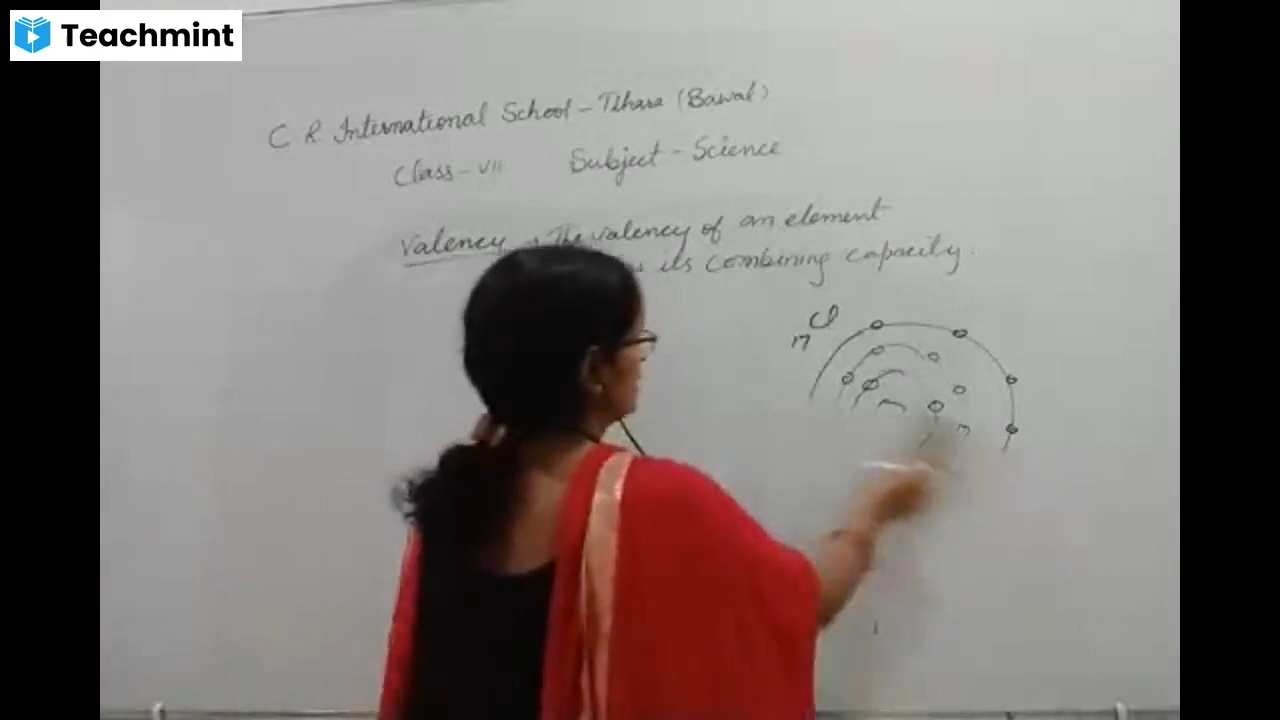 Teachmint
C R International School - Tihara (Bawal)
Class - VII Subject - Science
Valency → The valency of an element
its combining capacity.
Cl
17